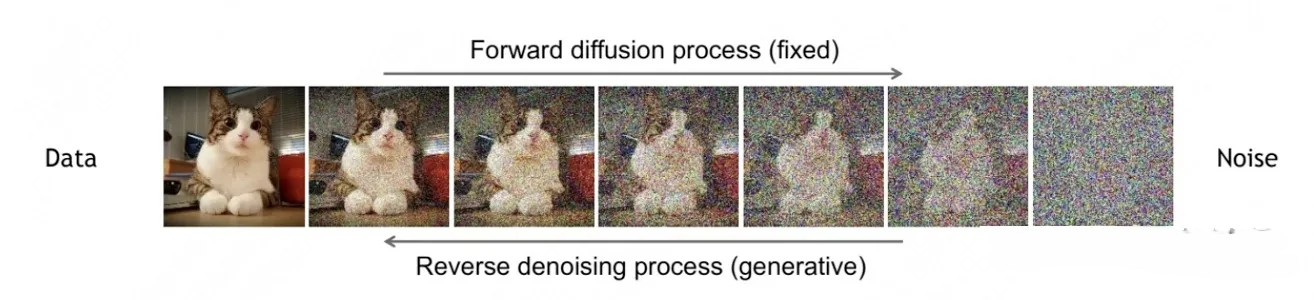 Forward diffusion process (fixed)
Data
Noise
Reverse denoising process (generative)